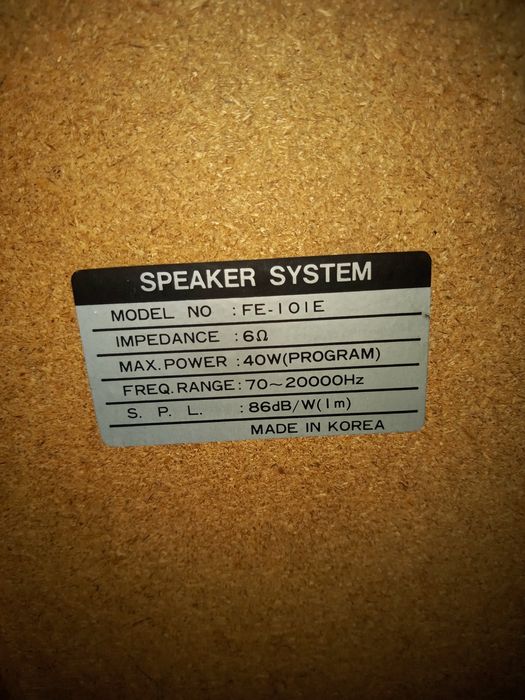 SPEAKER SYSTEM
MODEL NO : FE-101E
IMPEDANCE : 6Ω
MAX. POWER : 40W(PROGRAM)
FREQ. RANGE : 70~20000Hz
S. P. L. : 86dB/W(1m)
MADE IN KOREA